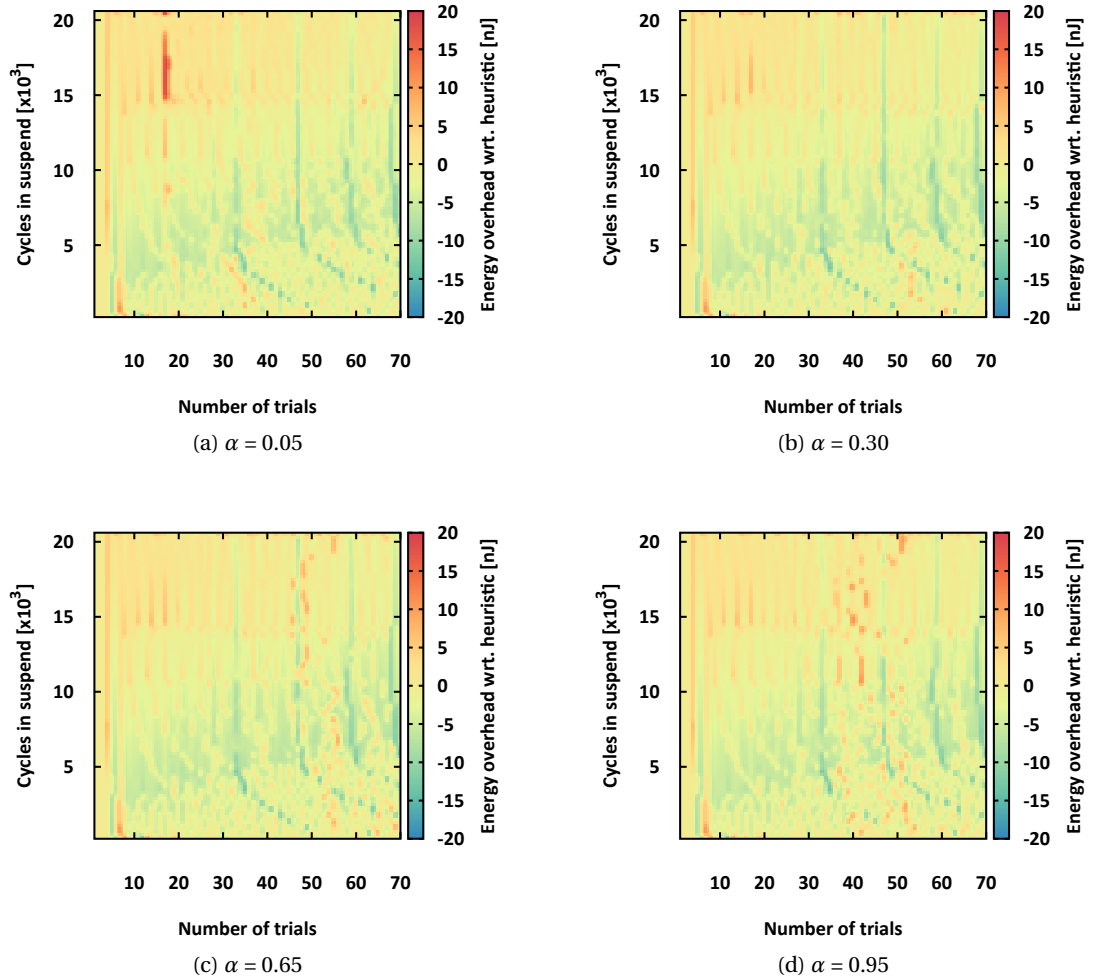 20
15
10
5
Cycles in suspend [x10³]
10 20 30 40 50 60 70
Number of trials
20
15
10
5
0
-5
-10
-15
-20
Energy overhead wrt. heuristic [nJ]
(a) α = 0.05
20
15
10
5
Cycles in suspend [x10³]
10 20 30 40 50 60 70
Number of trials
20
15
10
5
0
-5
-10
-15
-20
Energy overhead wrt. heuristic [nJ]
(b) α = 0.30
20
15
10
5
Cycles in suspend [x10³]
10 20 30 40 50 60 70
Number of trials
20
15
10
5
0
-5
-10
-15
-20
Energy overhead wrt. heuristic [nJ]
(c) α = 0.65
20
15
10
5
Cycles in suspend [x10³]
10 20 30 40 50 60 70
Number of trials
20
15
10
5
0
-5
-10
-15
-20
Energy overhead wrt. heuristic [nJ]
(d) α = 0.95